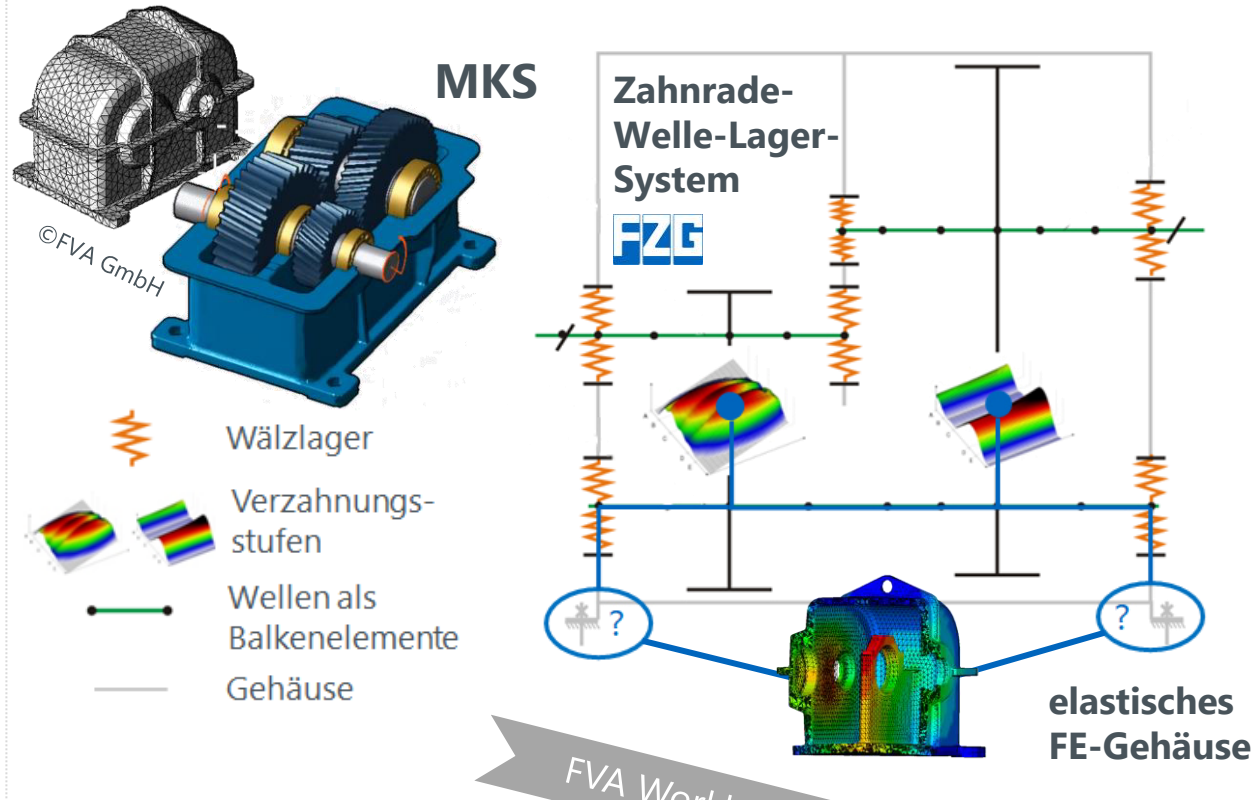 MKS
©FVA GmbH
Zahnrade-
Welle-Lager-
System
FZG
Wälzlager
Verzahnungs-
stufen
Wellen als
Balkenelemente
Gehäuse
?
?
elastisches
FE-Gehäuse
FVA